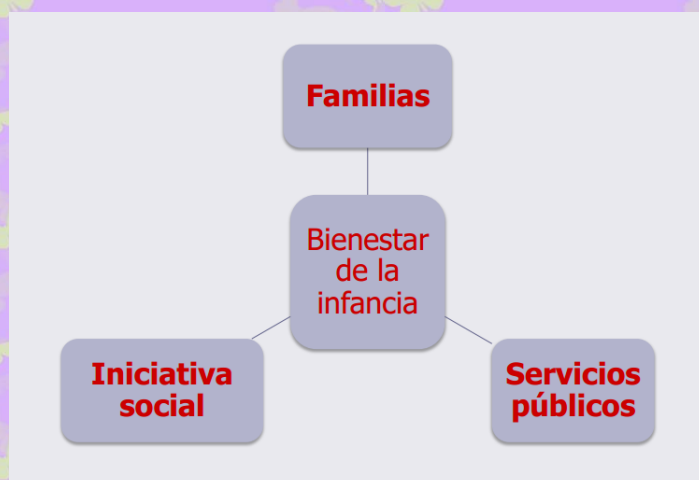 Familias
Bienestar
de la
infancia
Iniciativa
social
Servicios
públicos